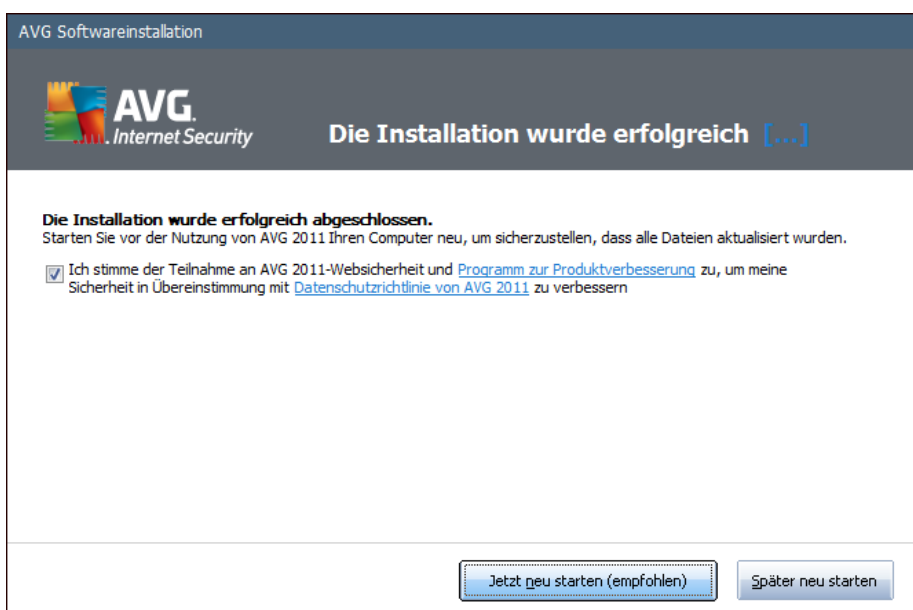 AVG Softwareinstallation
AVG.
Internet Security
Die Installation wurde erfolgreich [...]
Die Installation wurde erfolgreich abgeschlossen.
Starten Sie vor der Nutzung von AVG 2011 Ihren Computer neu, um sicherzustellen, dass alle Dateien aktualisiert wurden.
Ich stimme der Teilnahme an AVG 2011-Websicherheit und Programm zur Produktverbesserung zu, um meine
Sicherheit in Übereinstimmung mit Datenschutzrichtlinie von AVG 2011 zu verbessern
Jetzt neu starten (empfohlen)
Später neu starten